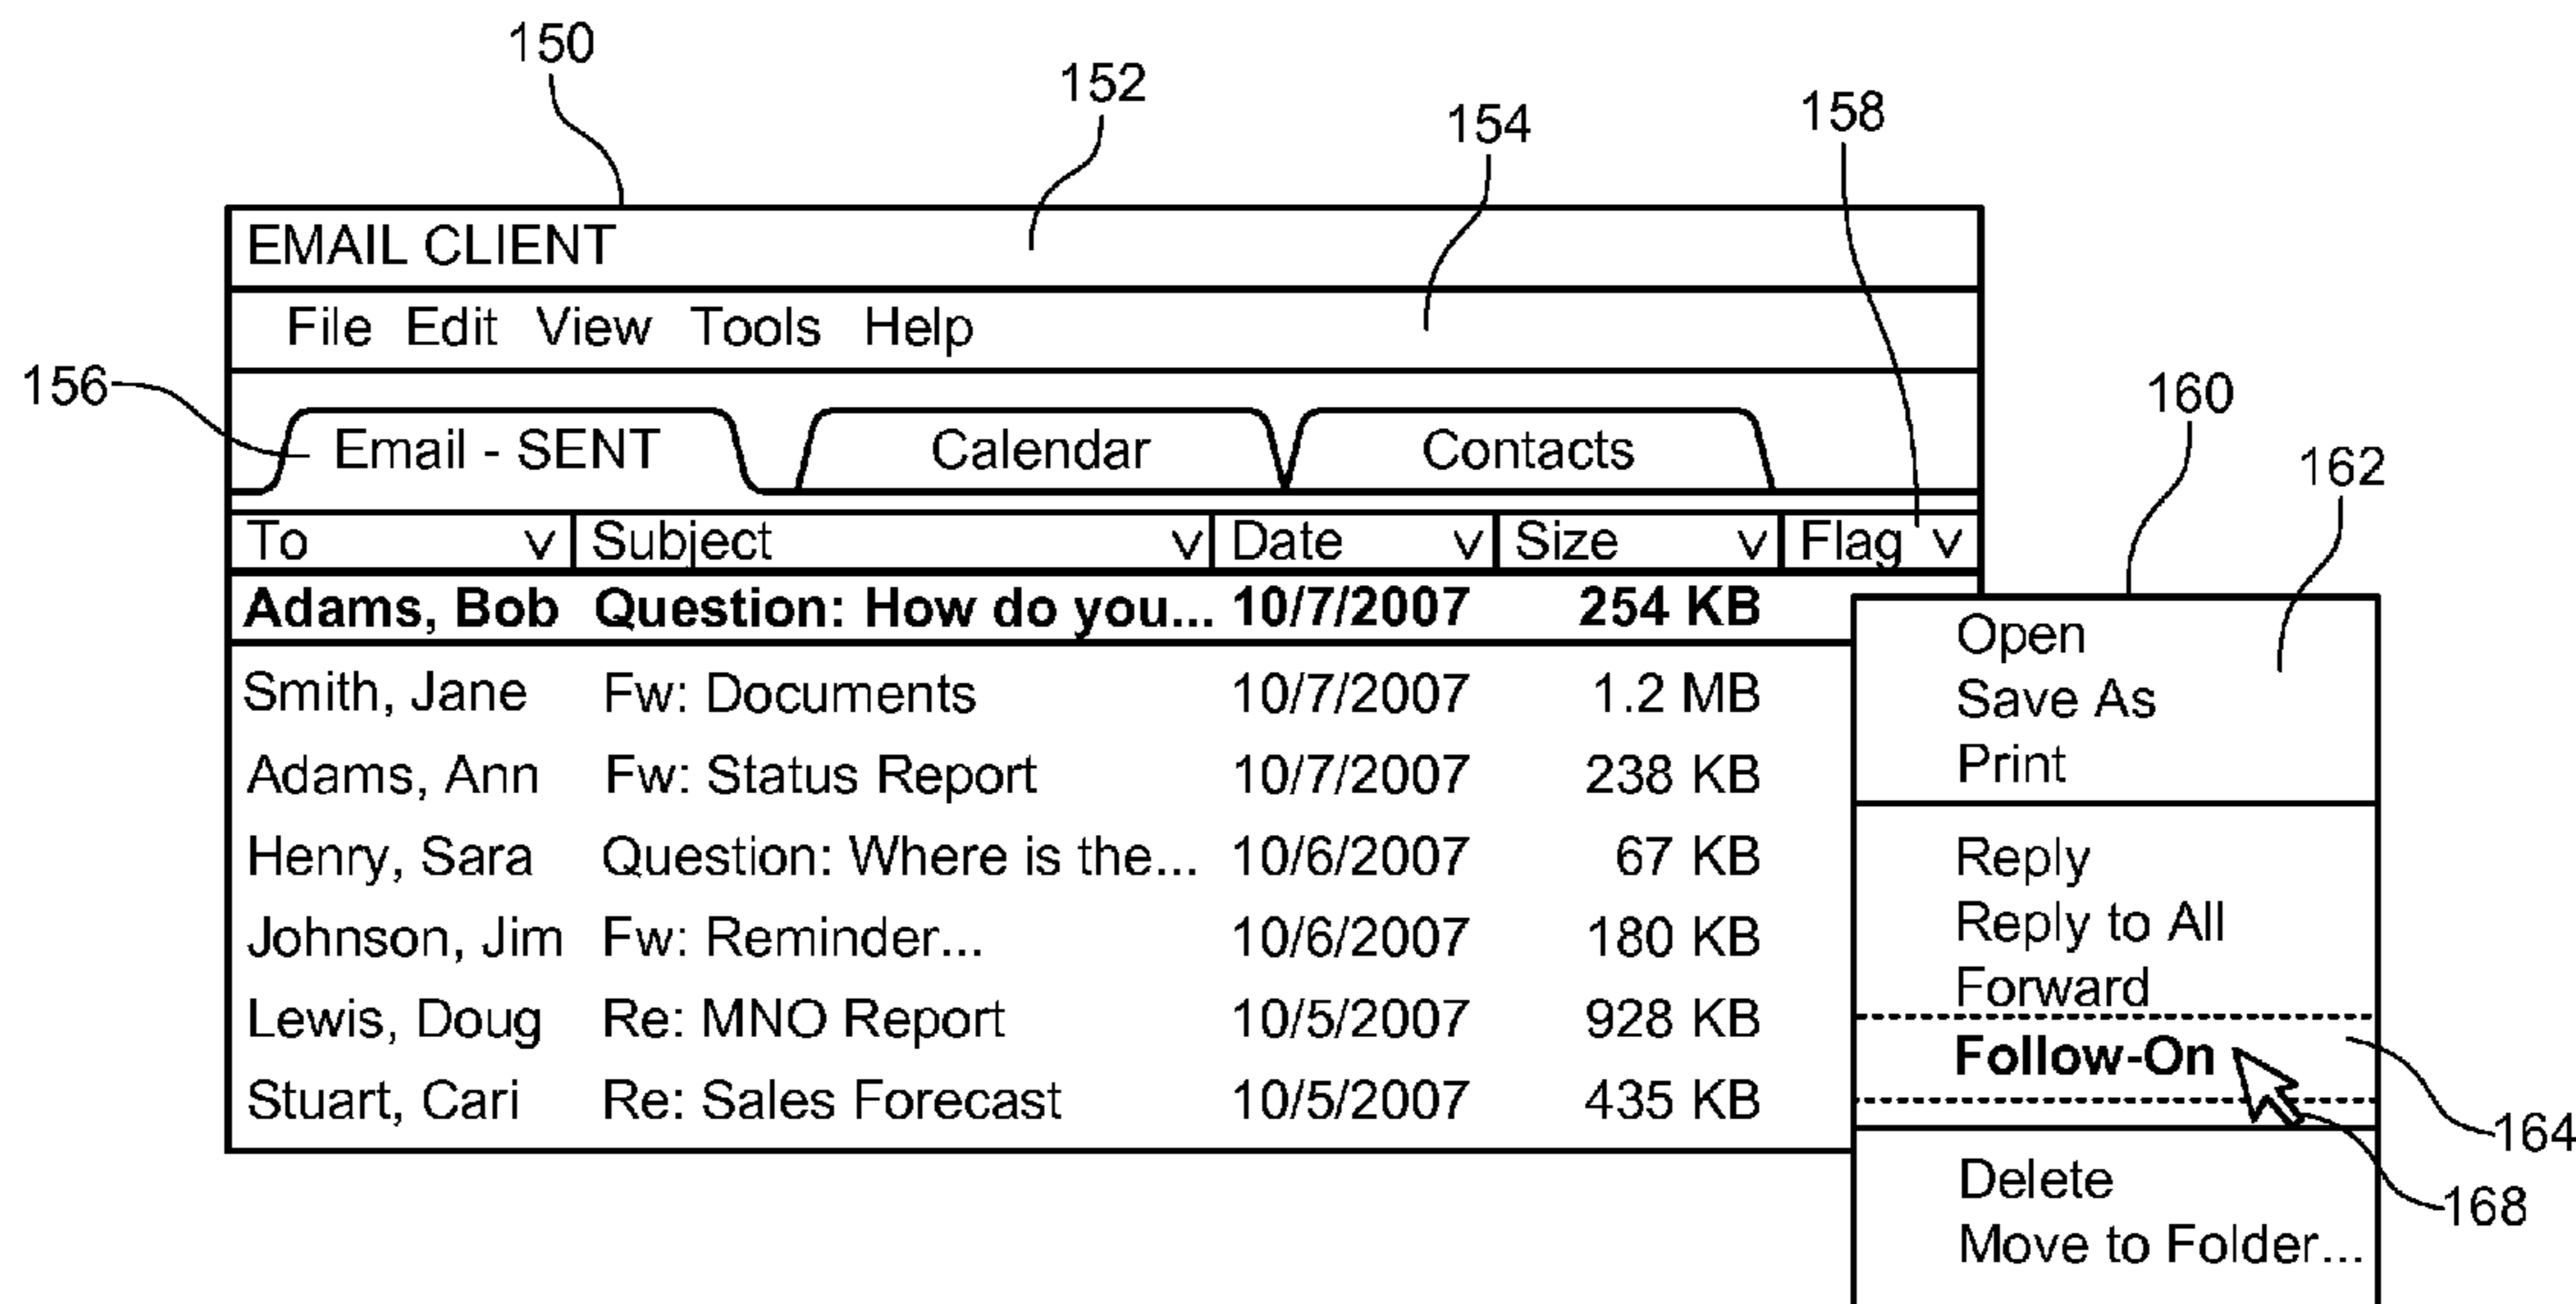 150
152
154
158
EMAIL CLIENT
File Edit View Tools Help
156
160
162
Email - SENT Calendar Contacts
To v Subject v Date v Size v Flag v
Adams, Bob Question: How do you... 10/7/2007 254 KB
Smith, Jane Fw: Documents 10/7/2007 1.2 MB
Adams, Ann Fw: Status Report 10/7/2007 238 KB
Henry, Sara Question: Where is the... 10/6/2007 67 KB
Johnson, Jim Fw: Reminder... 10/6/2007 180 KB
Lewis, Doug Re: MNO Report 10/5/2007 928 KB
Stuart, Cari Re: Sales Forecast 10/5/2007 435 KB
Open
Save As
Print
Reply
Reply to All
Forward
Follow-On
164
Delete
168
Move to Folder...